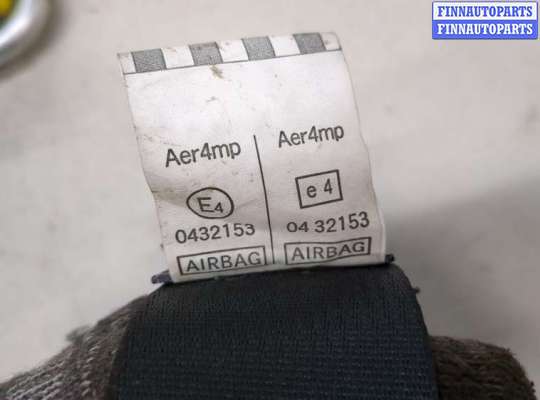 FINNAUTOPARTS
FINNAUTOPARTS
Aer4mp
E4
0432153
AIRBAG
Aer4mp
e 4
04 32153
AIRBAG